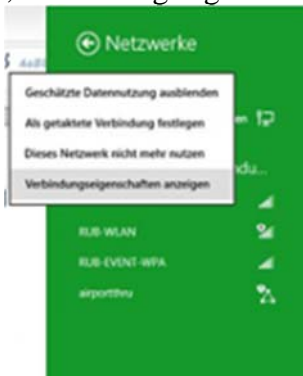 Netzwerke
Geschätzte Datennutzung ausblenden
Als getaktete Verbindung festlegen
Dieses Netzwerk nicht mehr nutzen
Verbindungseigenschaften anzeigen
RUB-WLAN
RUB-EVENT-WPA
airportthru